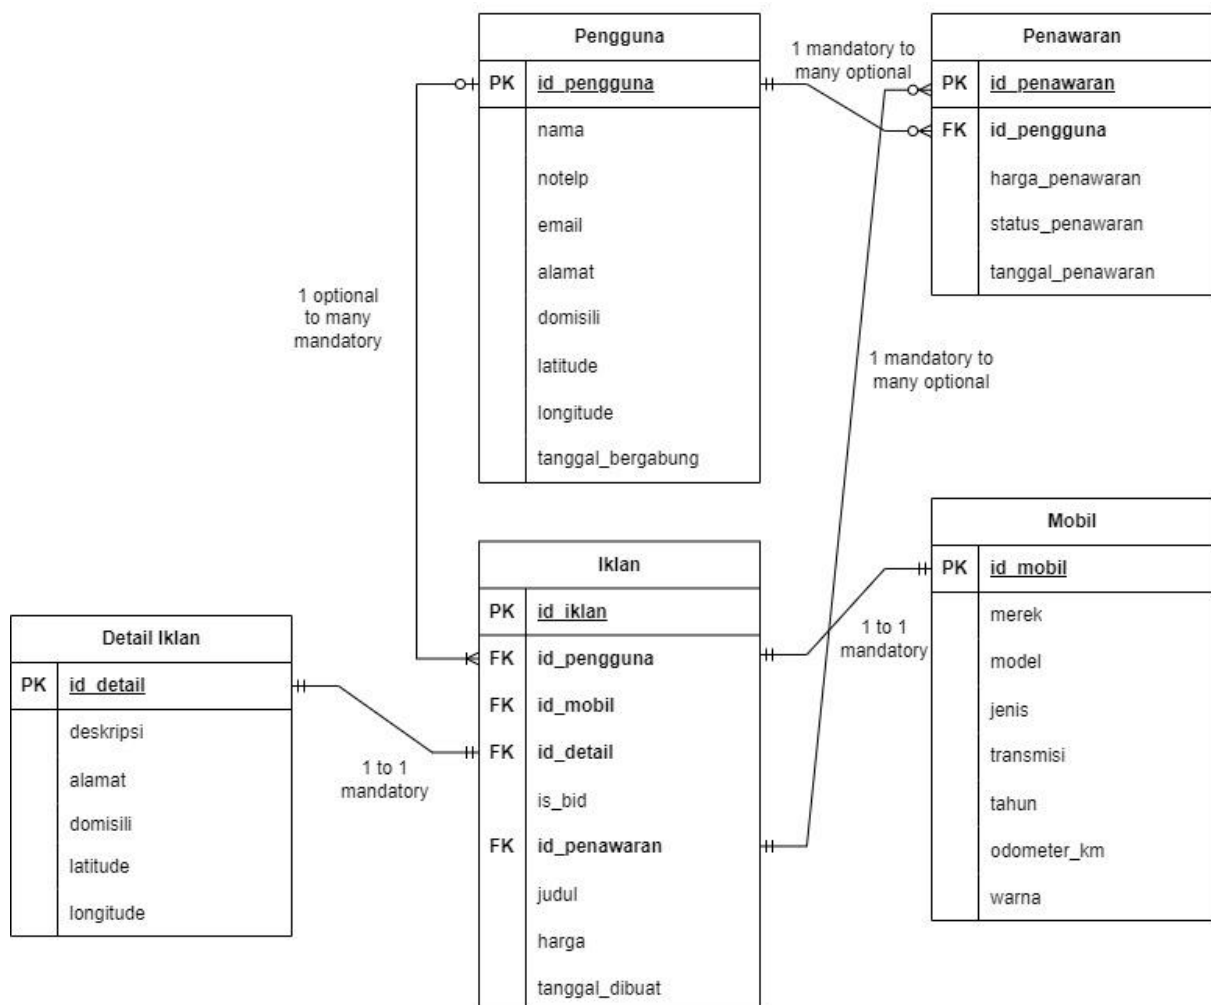 Pengguna
PK id_pengguna
nama
notelp
email
alamat
domisili
latitude
longitude
tanggal_bergabung
1 mandatory to
many optional
Penawaran
PK id_penawaran
FK id_pengguna
harga_penawaran
status_penawaran
tanggal_penawaran
1 optional
to many
mandatory
1 mandatory to
many optional
Mobil
PK id_mobil
merek
model
jenis
transmisi
tahun
odometer_km
warna
Iklan
PK id_iklan
FK id_pengguna
FK id_mobil
FK id_detail
is_bid
FK id_penawaran
judul
harga
tanggal_dibuat
1 to 1
mandatory
Detail Iklan
PK id_detail
deskripsi
alamat
domisili
latitude
longitude
1 to 1
mandatory